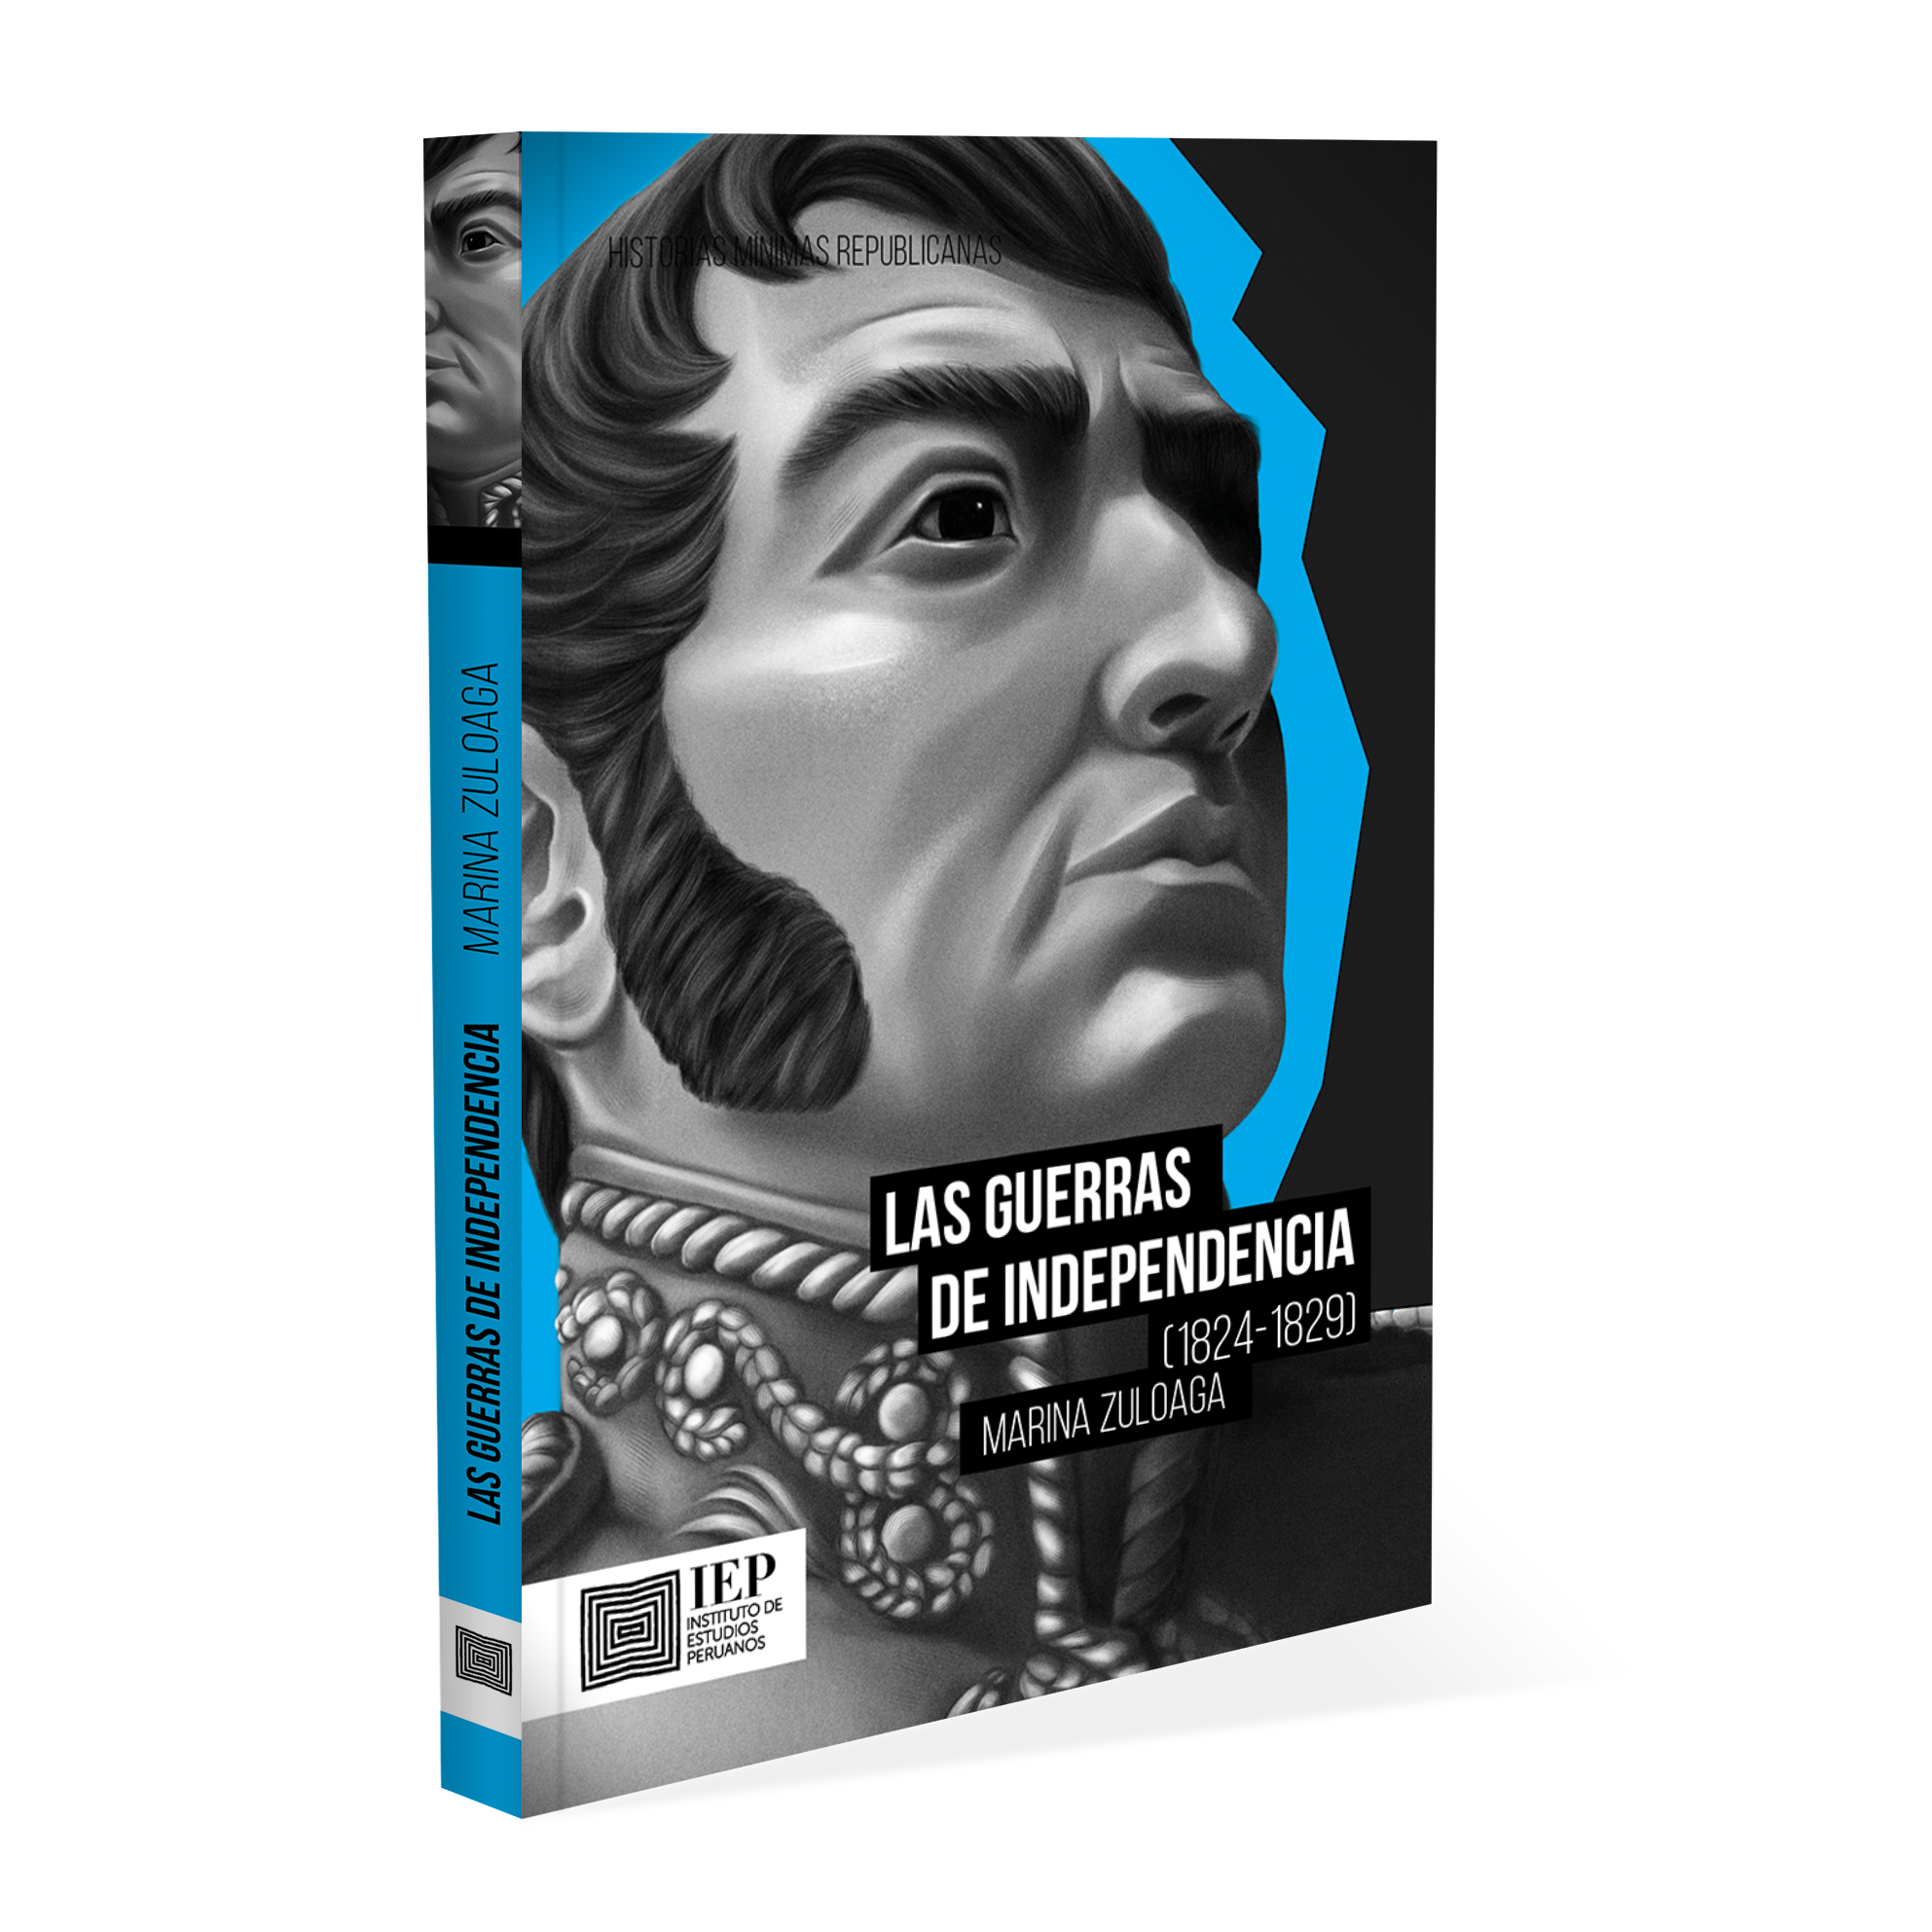 HISTORIAS MÍNIMAS REPUBLICANAS
LAS GUERRAS
DE INDEPENDENCIA
(1824-1829)
MARINA ZULOAGA
IEP
INSTITUTO DE
ESTUDIOS
PERUANOS
LAS GUERRAS DE INDEPENDENCIA MARINA ZULOAGA